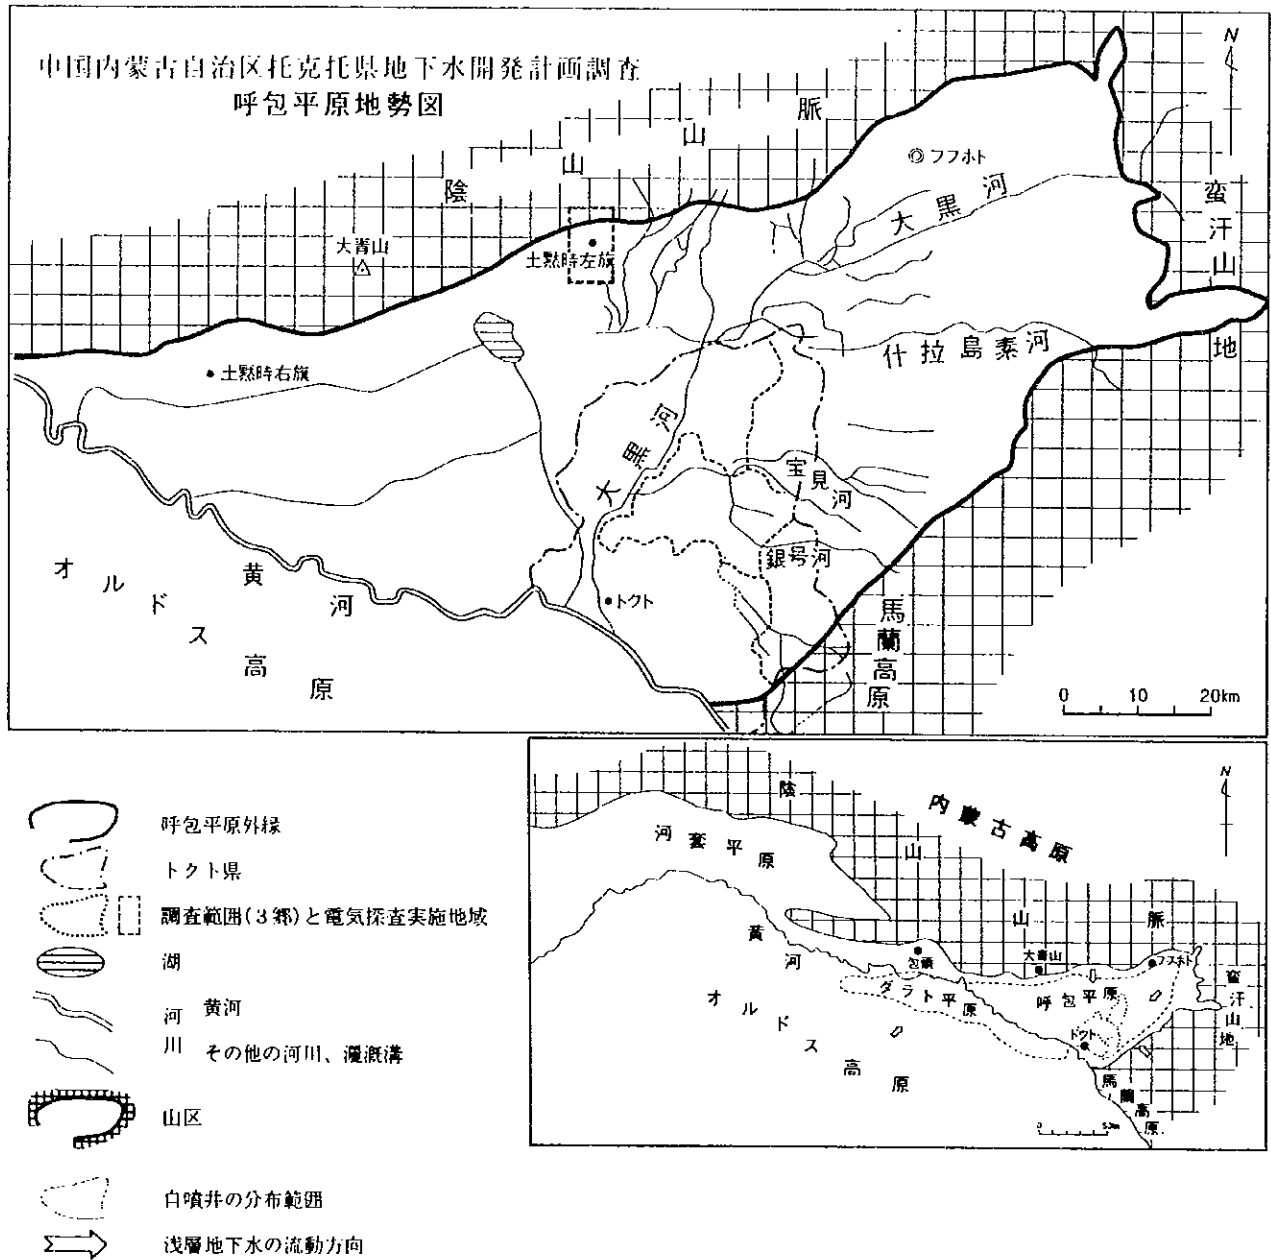 中国内蒙古自治区托克托県地下水開発計画調査
呼包平原地勢図
N
陰山山脈
フフホト
大黒河
蛮汗山地
大青山
土黙時左旗
什拉島素河
土黙時右旗
大黒河
宝見河
銀号河
オルドス高原
黄河
トクト
馬蘭高原
0 10 20km
呼包平原外縁
トクト県
調査範囲(3郷)と電気探査実施地域
湖
河川
黄河
その他の河川、灌漑溝
山区
自噴井の分布範囲
浅層地下水の流動方向
N
陰山山脈
内蒙古高原
河套平原
黄河
包頭
大青山
フフホト
蛮汗山地
ダラト平原
呼包平原
オルドス高原
トクト
馬蘭高原
0